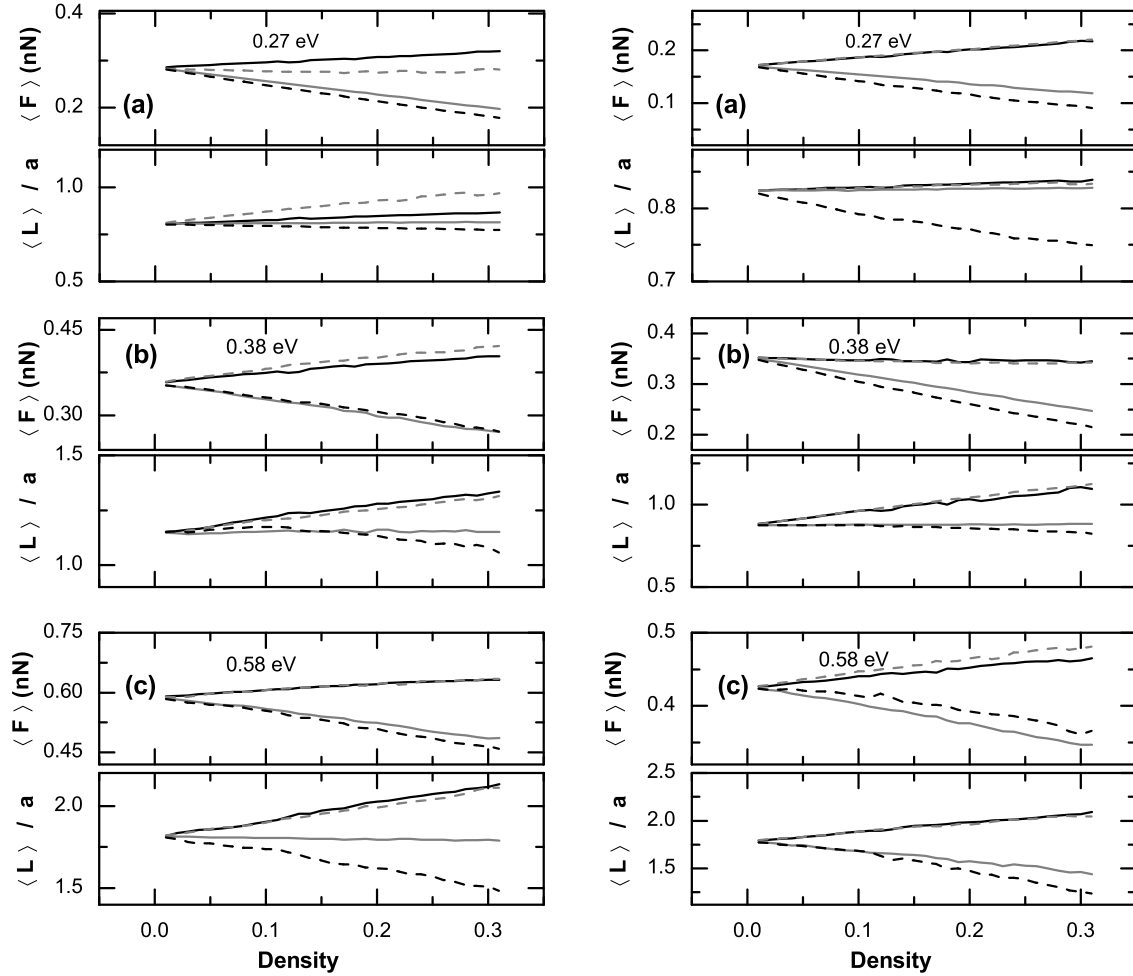 0.4
0.2
⟨ F ⟩ (nN)
0.27 eV
(a)
1.0
0.5
⟨ L ⟩ / a
0.45
0.30
⟨ F ⟩ (nN)
0.38 eV
(b)
1.5
1.0
⟨ L ⟩ / a
0.75
0.60
0.45
⟨ F ⟩ (nN)
0.58 eV
(c)
2.0
1.5
⟨ L ⟩ / a
0.0 0.1 0.2 0.3
Density
0.2
0.1
⟨ F ⟩ (nN)
0.27 eV
(a)
0.8
0.7
⟨ L ⟩ / a
0.4
0.3
0.2
⟨ F ⟩ (nN)
0.38 eV
(b)
1.0
0.5
⟨ L ⟩ / a
0.5
0.4
⟨ F ⟩ (nN)
0.58 eV
(c)
2.5
2.0
1.5
⟨ L ⟩ / a
0.0 0.1 0.2 0.3
Density